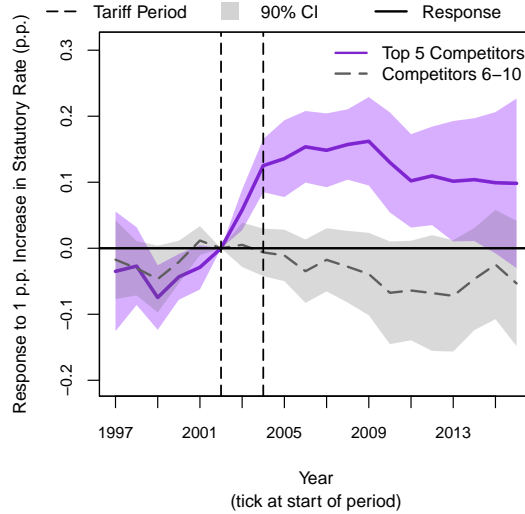 Tariff Period 90% CI Response
Response to 1 p.p. Increase in Statutory Rate (p.p.)
Top 5 Competitors
Competitors 6−10
0.3
0.2
0.1
0.0
−0.1
−0.2
1997 2001 2005 2009 2013
Year
(tick at start of period)